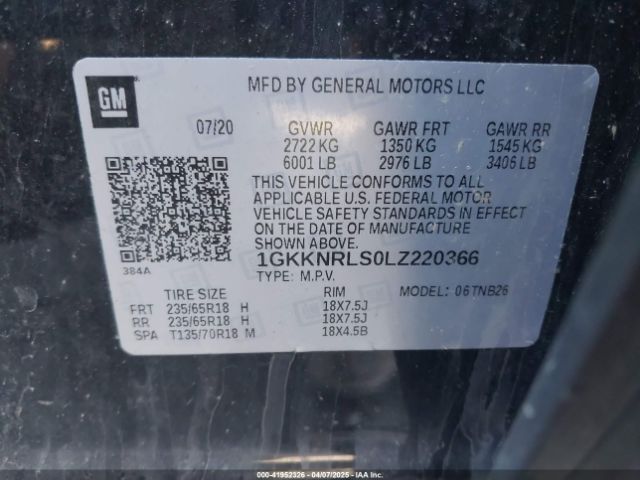 GM
MFD BY GENERAL MOTORS LLC
07/20 GVWR GAWR FRT GAWR RR
2722 KG 1350 KG 1545 KG
6001 LB 2976 LB 3406 LB
THIS VEHICLE CONFORMS TO ALL
APPLICABLE U.S. FEDERAL MOTOR
VEHICLE SAFETY STANDARDS IN EFFECT
ON THE DATE OF MANUFACTURE
SHOWN ABOVE.
384A
1GKKNRLS0LZ220366
TYPE: M.P.V.
TIRE SIZE RIM MODEL: 06TNB26
FRT 235/65R18 H 18X7.5J
RR 235/65R18 H 18X7.5J
SPA T135/70R18 M 18X4.5B
000-41952326 - 04/07/2025 - IAAI